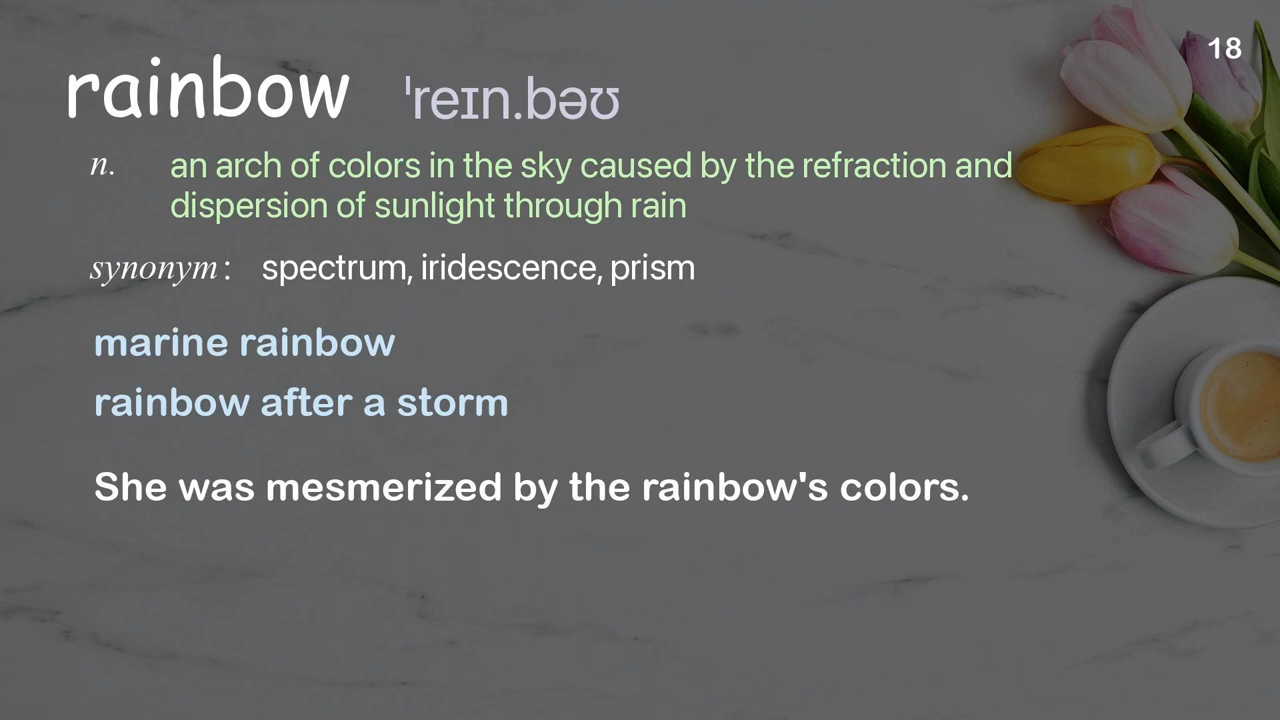 18
rainbow ˈreɪn.bəʊ
n. an arch of colors in the sky caused by the refraction and
dispersion of sunlight through rain
synonym: spectrum, iridescence, prism
marine rainbow
rainbow after a storm
She was mesmerized by the rainbow's colors.